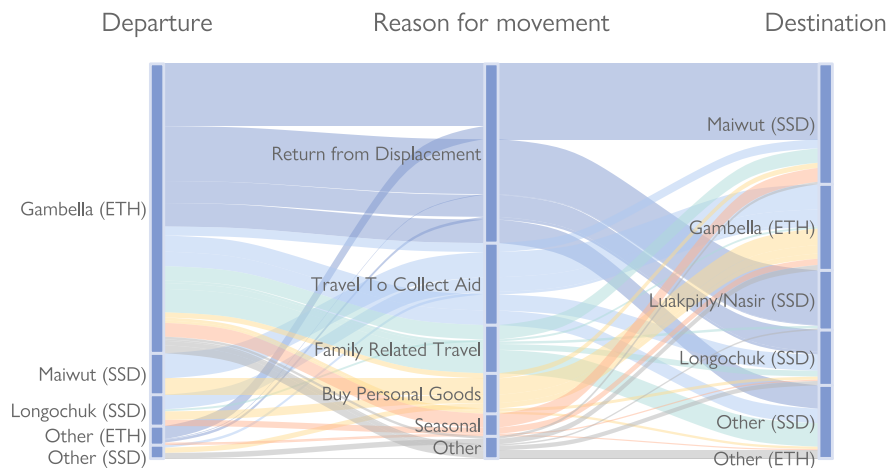 Departure
Reason for movement
Destination
Maiwut (SSD)
Return from Displacement
Gambella (ETH)
Gambella (ETH)
Travel To Collect Aid
Luakpiny/Nasir (SSD)
Family Related Travel
Longochuk (SSD)
Maiwut (SSD)
Buy Personal Goods
Longochuk (SSD)
Seasonal
Other (SSD)
Other (ETH)
Other
Other (SSD)
Other (ETH)